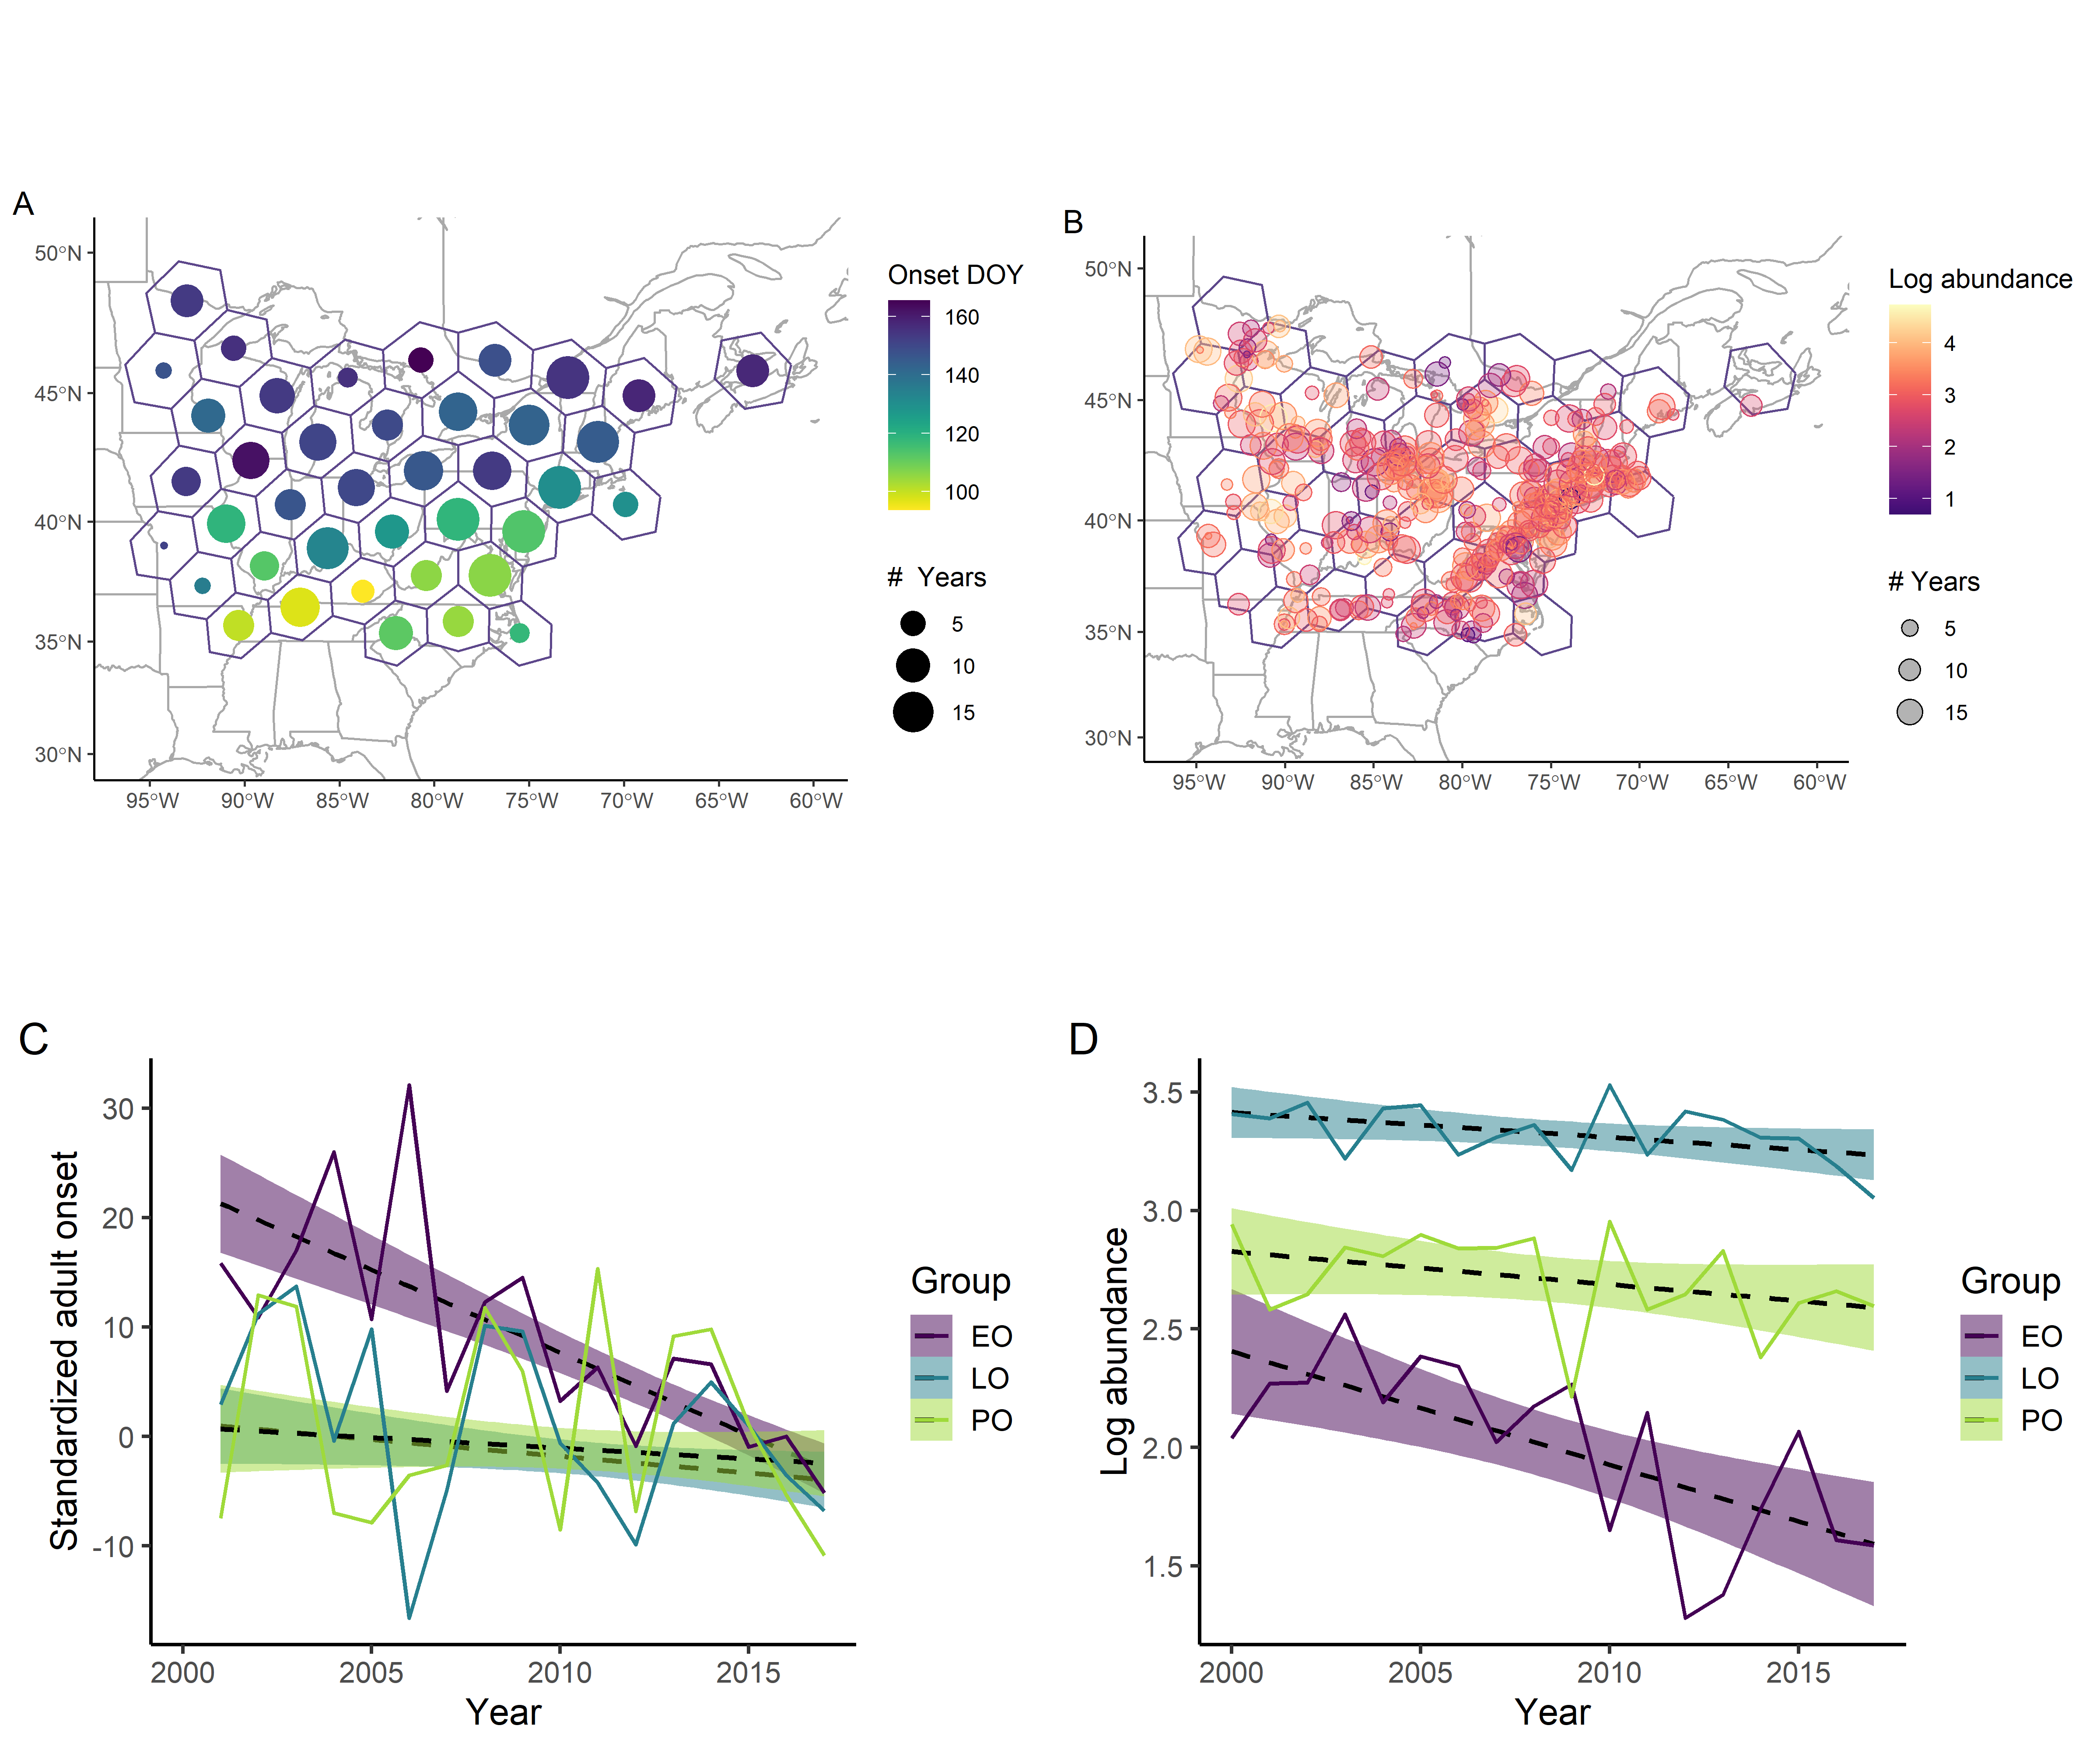 A
50°N
45°N
40°N
35°N
30°N
95°W 90°W 85°W 80°W 75°W 70°W 65°W 60°W
Onset DOY
160
140
120
100
# Years
5
10
15
B
50°N
45°N
40°N
35°N
30°N
95°W 90°W 85°W 80°W 75°W 70°W 65°W 60°W
Log abundance
4
3
2
1
# Years
5
10
15
C
Standardized adult onset
30
20
10
0
-10
2000 2005 2010 2015
Year
Group
EO
LO
PO
D
Log abundance
3.5
3.0
2.5
2.0
1.5
2000 2005 2010 2015
Year
Group
EO
LO
PO